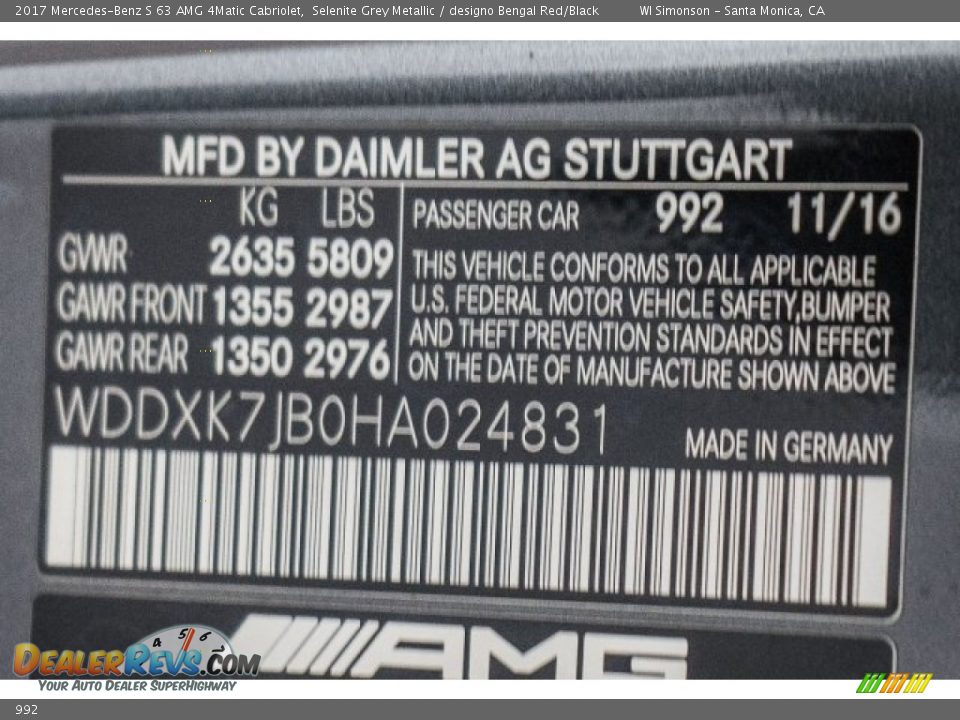 2017 Mercedes-Benz S 63 AMG 4Matic Cabriolet, Selenite Grey Metallic / designo Bengal Red/Black WI Simonson - Santa Monica, CA
MFD BY DAIMLER AG STUTTGART
KG LBS
GVWR 2635 5809
GAWR FRONT 1355 2987
GAWR REAR 1350 2976
PASSENGER CAR 992 11/16
THIS VEHICLE CONFORMS TO ALL APPLICABLE
U.S. FEDERAL MOTOR VEHICLE SAFETY,BUMPER
AND THEFT PREVENTION STANDARDS IN EFFECT
ON THE DATE OF MANUFACTURE SHOWN ABOVE
WDDXK7JB0HA024831
MADE IN GERMANY
AMG
4 5 6 7
DEALERREVS.COM
YOUR AUTO DEALER SUPERHIGHWAY
992